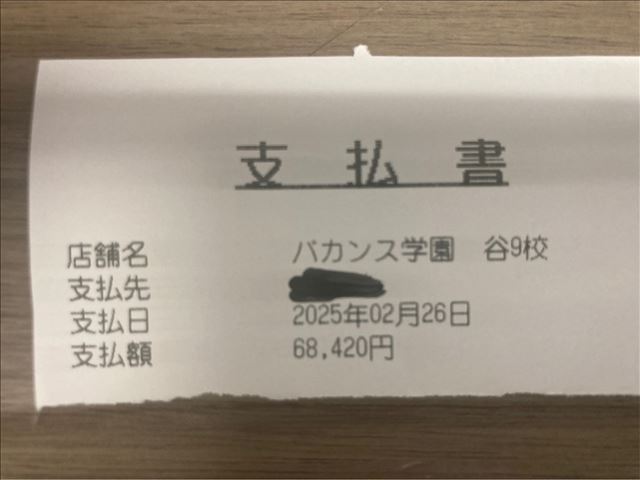 支払書
店舗名 バカンス学園 谷9校
支払先
支払日 2025年02月26日
支払額 68,420円